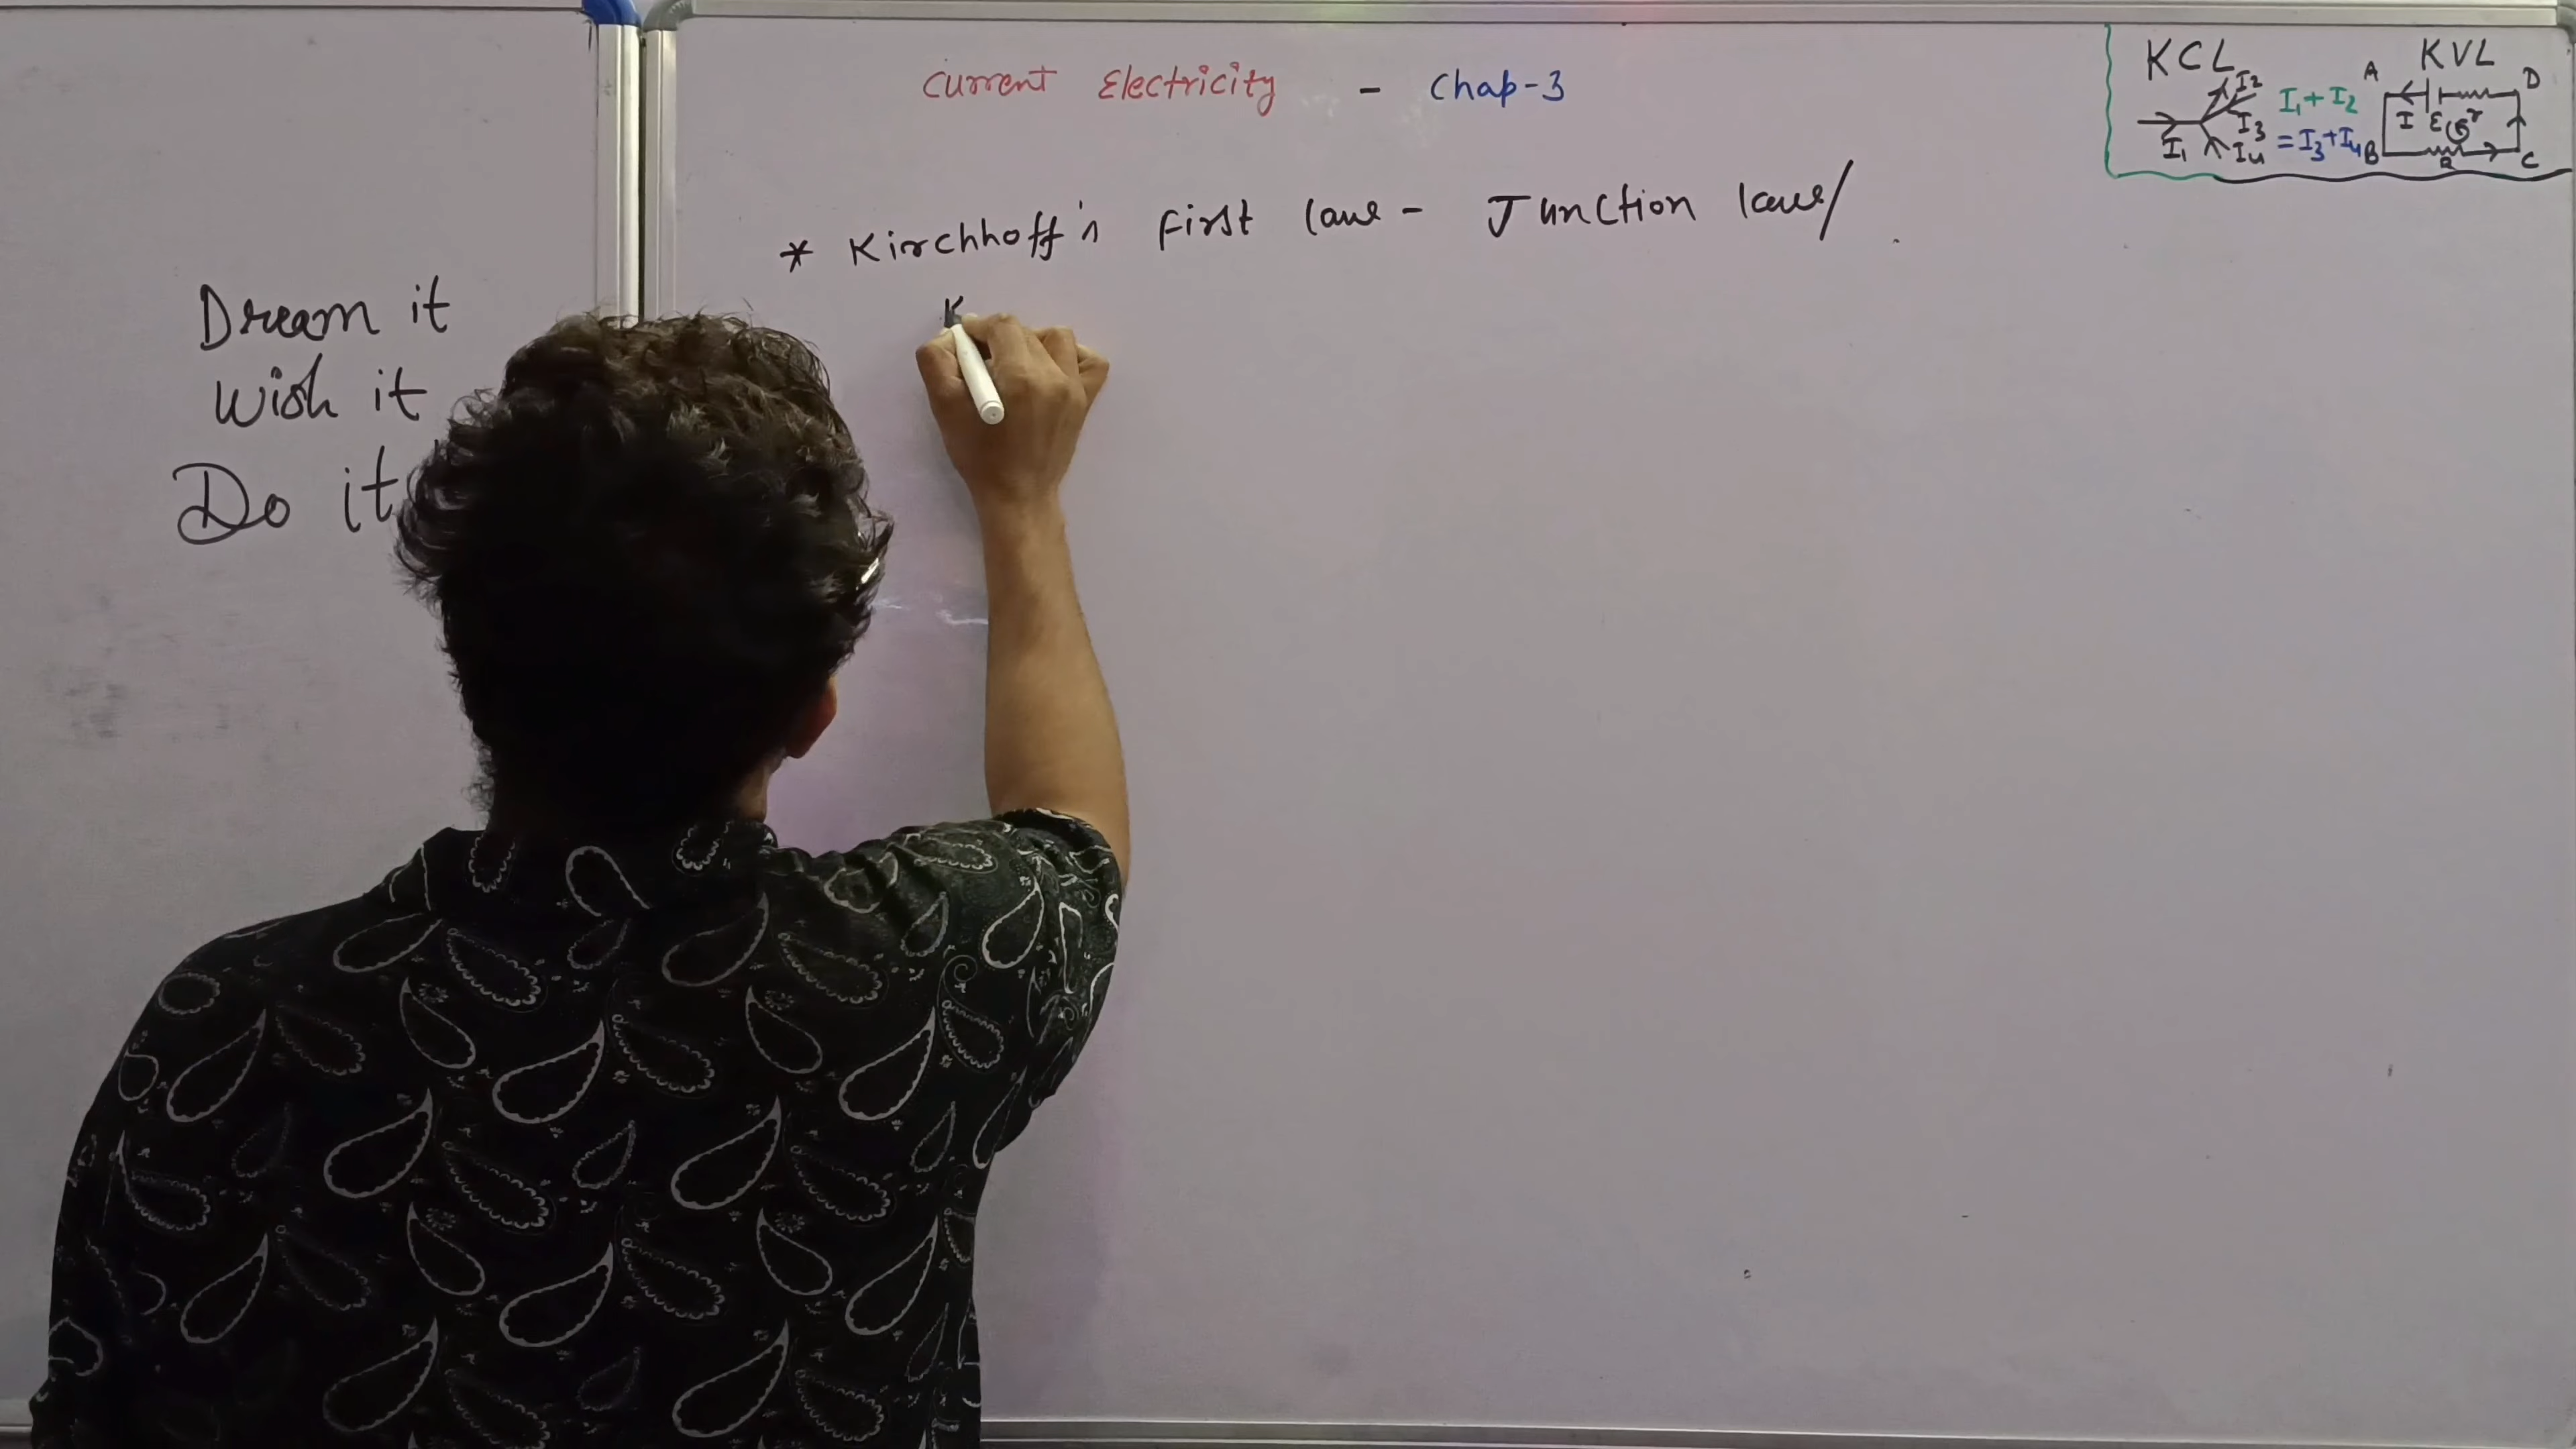 Current Electricity - Chap-3
* Kirchhoff's first law - Junction law/
K
Dream it
Wish it
Do it
KCL
I2
I1 + I2
I3
= I3+I4
I1
I4
KVL
A
D
I
E
r
B
R
C